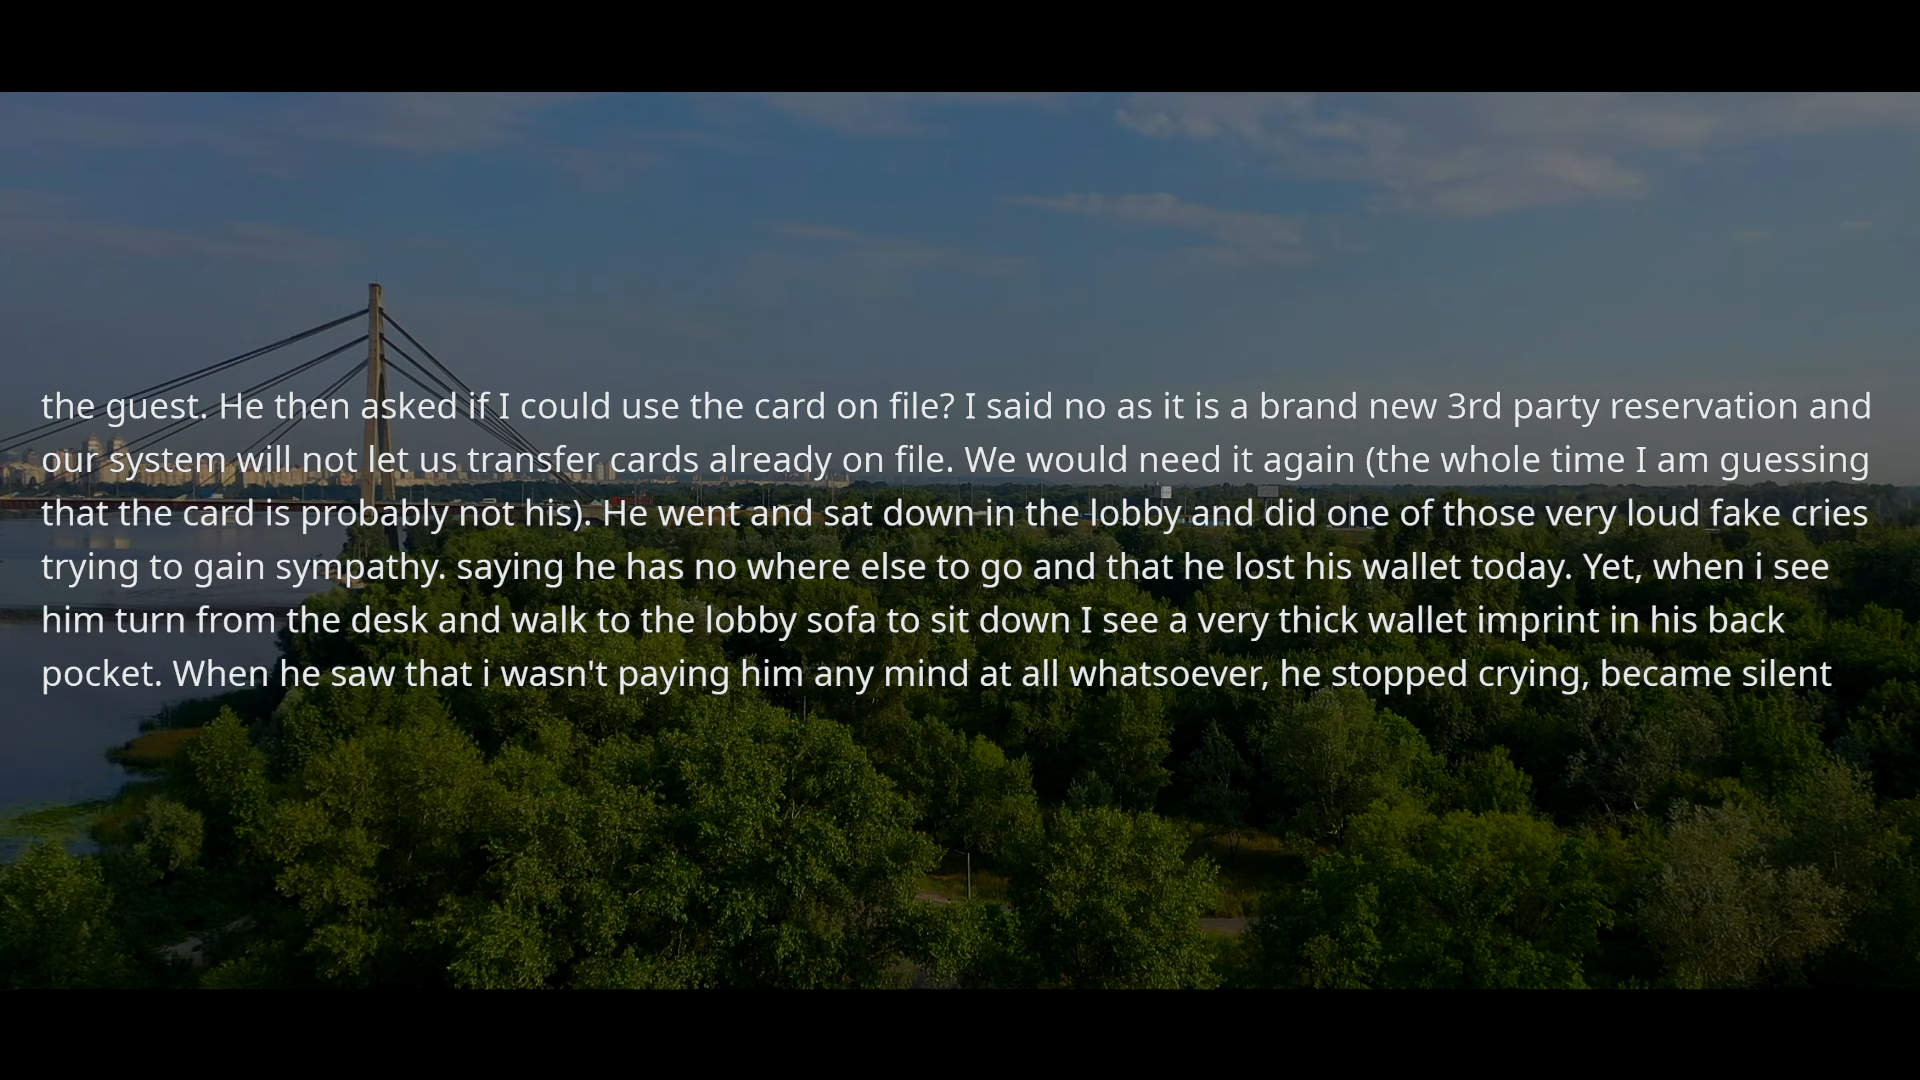 the guest. He then asked if I could use the card on file? I said no as it is a brand new 3rd party reservation and
our system will not let us transfer cards already on file. We would need it again (the whole time I am guessing
that the card is probably not his). He went and sat down in the lobby and did one of those very loud fake cries
trying to gain sympathy. saying he has no where else to go and that he lost his wallet today. Yet, when i see
him turn from the desk and walk to the lobby sofa to sit down I see a very thick wallet imprint in his back
pocket. When he saw that i wasn't paying him any mind at all whatsoever, he stopped crying, became silent